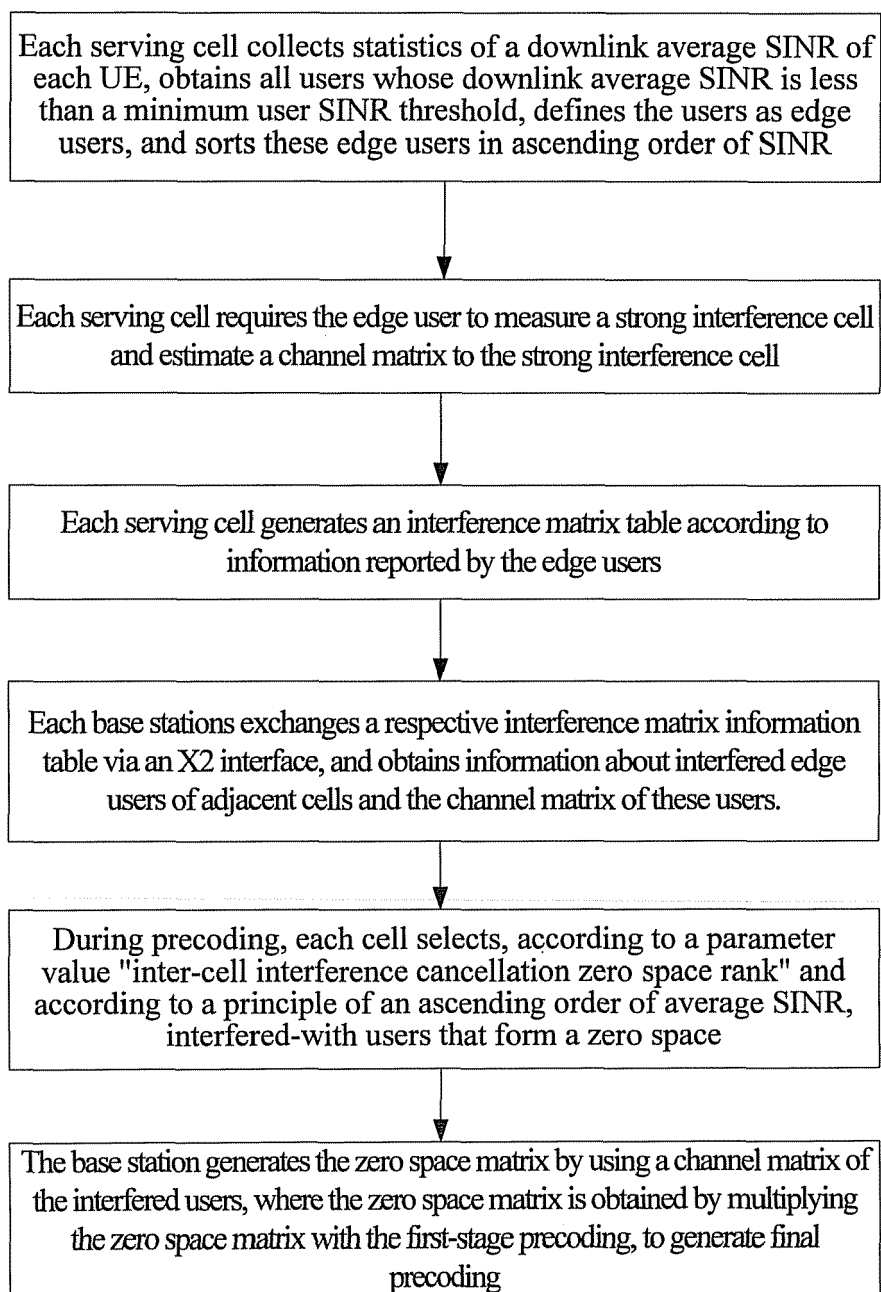 Each serving cell collects statistics of a downlink average SINR of
each UE, obtains all users whose downlink average SINR is less
than a minimum user SINR threshold, defines the users as edge
users, and sorts these edge users in ascending order of SINR
Each serving cell requires the edge user to measure a strong interference cell
and estimate a channel matrix to the strong interference cell
Each serving cell generates an interference matrix table according to
information reported by the edge users
Each base stations exchanges a respective interference matrix information
table via an X2 interface, and obtains information about interfered edge
users of adjacent cells and the channel matrix of these users.
During precoding, each cell selects, according to a parameter
value "inter-cell interference cancellation zero space rank" and
according to a principle of an ascending order of average SINR,
interfered-with users that form a zero space
The base station generates the zero space matrix by using a channel matrix of
the interfered users, where the zero space matrix is obtained by multiplying
the zero space matrix with the first-stage precoding, to generate final
precoding